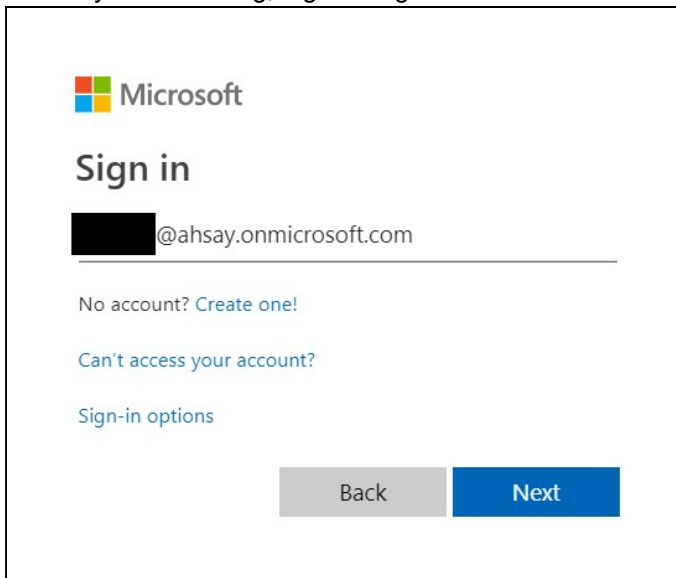 Microsoft
Sign in
@ahsay.onmicrosoft.com
No account? Create one!
Can't access your account?
Sign-in options
Back
Next